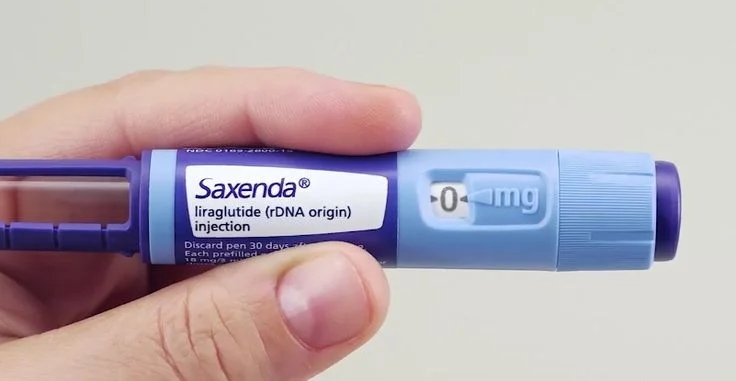 Saxenda®
liraglutide (rDNA origin)
injection
Discard pen 30 days
Each prefilled
0 mg